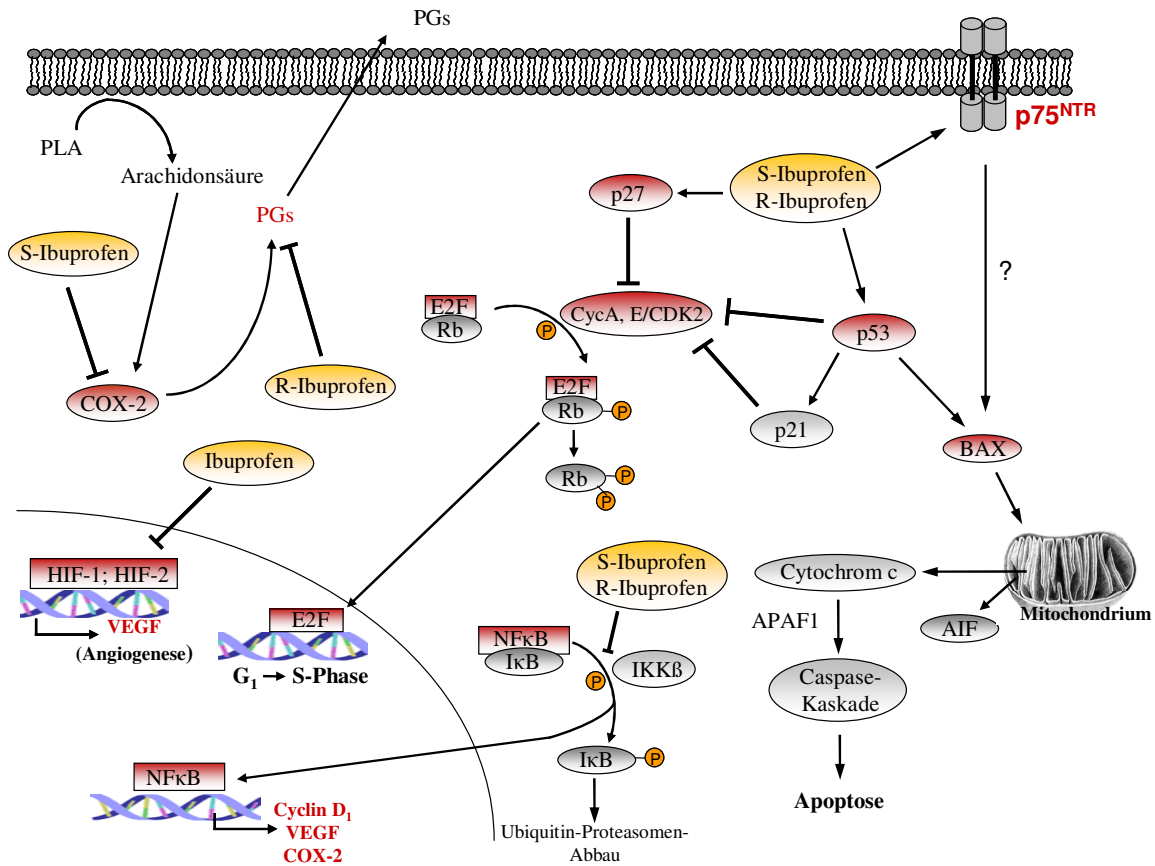 PGs
p75NTR
PLA
Arachidonsäure
PGs
S-Ibuprofen
COX-2
R-Ibuprofen
S-Ibuprofen
R-Ibuprofen
p27
CycA, E/CDK2
p53
p21
?
BAX
E2F
Rb
P
E2F
Rb
P
Rb
P
P
Ibuprofen
HIF-1; HIF-2
VEGF
(Angiogenese)
E2F
G1 → S-Phase
S-Ibuprofen
R-Ibuprofen
NFκB
IκB
P
IKKß
IκB
P
Ubiquitin-Proteasomen-
Abbau
NFκB
Cyclin D1
VEGF
COX-2
Cytochrom c
APAF1
Caspase-
Kaskade
Apoptose
AIF
Mitochondrium